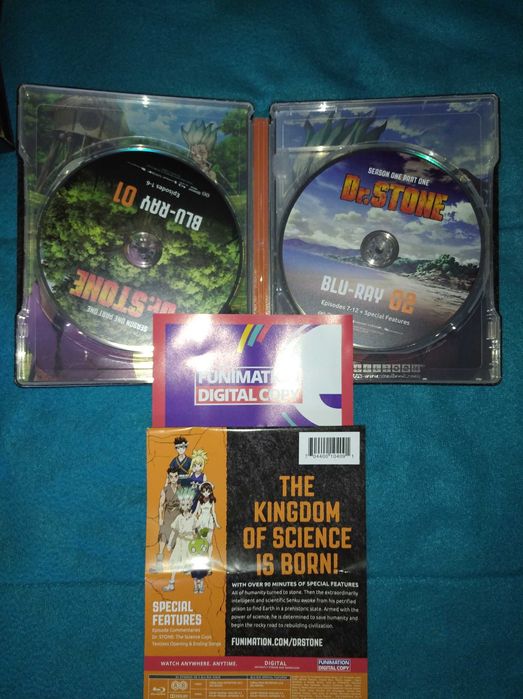 BLU-RAY 01
Episodes 1-6
Dr.STONE
SEASON ONE PART ONE
SEASON ONE PART ONE
Dr.STONE
BLU-RAY 02
Episodes 7-12 + Special Features
FUNIMATION
DIGITAL COPY
7 04400 10409 1
THE
KINGDOM
OF SCIENCE
IS BORN!
WITH OVER 90 MINUTES OF SPECIAL FEATURES
All of humanity turned to stone. Then the extraordinarily
intelligent and scientific Senku awoke from his petrified
prison to find Earth in a prehistoric state. Armed with the
power of science, he is determined to save humanity and
begin the rocky road to rebuilding civilization.
FUNIMATION.COM/DRSTONE
SPECIAL
FEATURES
Episode Commentaries
Dr. STONE: The Science Guys
Textless Opening & Ending Songs
WATCH ANYWHERE. ANYTIME.
DIGITAL
FUNIMATION
DIGITAL COPY